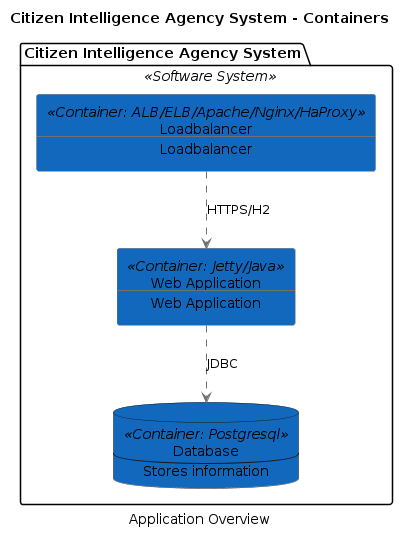 Citizen Intelligence Agency System - Containers
Citizen Intelligence Agency System
«Software System»
«Container: ALB/ELB/Apache/Nginx/HaProxy»
Loadbalancer
Loadbalancer
HTTPS/H2
«Container: Jetty/Java»
Web Application
Web Application
JDBC
«Container: Postgresql»
Database
Stores information
Application Overview